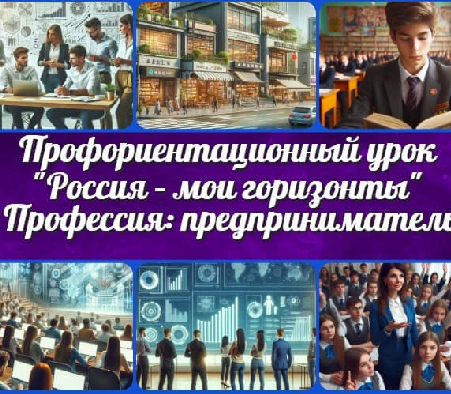 Профориентационный урок
"Россия – мои горизонты"
Профессия: предприниматель